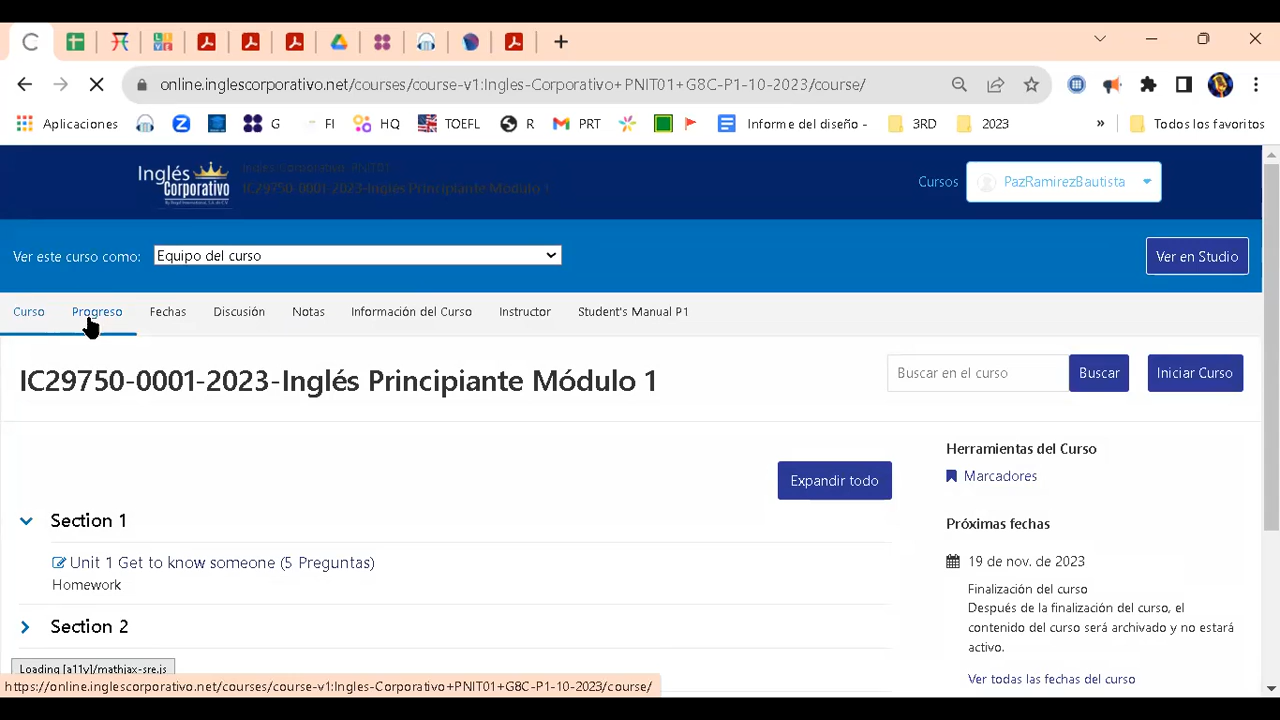 online.inglescorporativo.net/courses/course-v1:Ingles-Corporativo+PNIT01+G8C-P1-10-2023/course/
Aplicaciones G FI HQ TOEFL R PRT Informe del diseño - 3RD 2023 » Todos los favoritos
Inglés Corporativo
IC29750-0001-2023-Inglés Principiante Módulo 1
Cursos PazRamirezBautista
Ver este curso como: Equipo del curso Ver en Studio
Curso Progreso Fechas Discusión Notas Información del Curso Instructor Student's Manual P1
IC29750-0001-2023-Inglés Principiante Módulo 1
Buscar en el curso Buscar Iniciar Curso
Expandir todo
Section 1
Unit 1 Get to know someone (5 Preguntas)
Homework
Section 2
Herramientas del Curso
Marcadores
Próximas fechas
19 de nov. de 2023
Finalización del curso
Después de la finalización del curso, el
contenido del curso será archivado y no estará
activo.
Ver todas las fechas del curso
Loading [a11y]/mathjax-sre.js
https://online.inglescorporativo.net/courses/course-v1:Ingles-Corporativo+PNIT01+G8C-P1-10-2023/course/